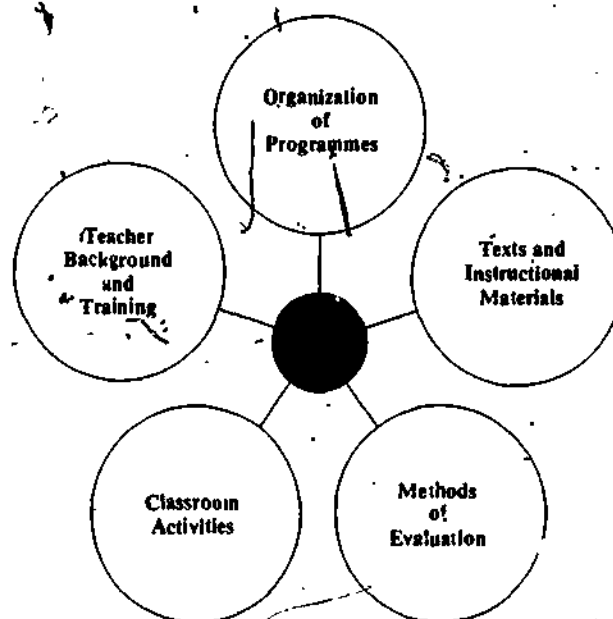 Organization
of
Programmes
Teacher
Background
and
Training
Texts and
Instructional
Materials
Classroom
Activities
Methods
of
Evaluation